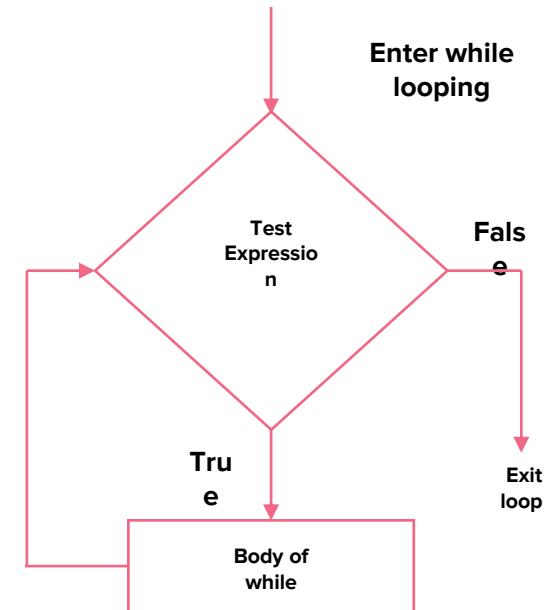 Enter while
looping
Test
Expressio
n
Fals
e
Tru
e
Exit
loop
Body of
while